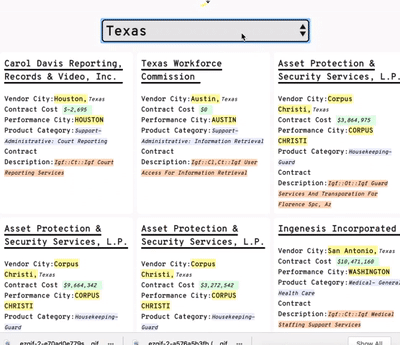 Texas
Carol Davis Reporting,
Records & Video, Inc.
Vendor City:Houston, Texas
Contract Cost $-2,695
Performance City:HOUSTON
Product Category:Support-
Administrative: Court Reporting
Contract
Description:Igf::Ct::Igf Court
Reporting Services
Texas Workforce
Commission
Vendor City:Austin, Texas
Contract Cost $0
Performance City:AUSTIN
Product Category:Support-
Administrative: Information Retrieval
Contract
Description:Igf::Cl,Ct::Igf User
Access For Information Retrieval
Asset Protection &
Security Services, L.P.
Vendor City:Corpus
Christi, Texas
Contract Cost $3,864,975
Performance City:CORPUS
CHRISTI
Product Category:Housekeeping-
Guard
Contract
Description:Igf::Ot::Igf Guard
Services And Transporation For
Florence Spc, Az
Asset Protection &
Security Services, L.P.
Vendor City:Corpus
Christi, Texas
Contract Cost $9,664,342
Performance City:CORPUS
CHRISTI
Product Category:Housekeeping-
Guard
Asset Protection &
Security Services, L.P.
Vendor City:Corpus
Christi, Texas
Contract Cost $3,272,542
Performance City:CORPUS
CHRISTI
Product Category:Housekeeping-
Guard
Ingenesis Incorporated
Vendor City:San Antonio, Texas
Contract Cost $10,471,160
Performance City:WASHINGTON
Product Category:Medical- General
Health Care
Contract
Description:Igf::Ct::Igf Medical
Staffing Support Services
Show All